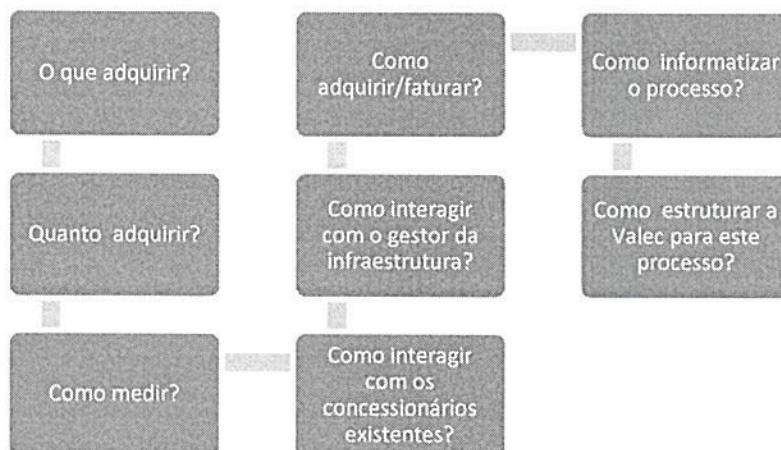 O que adquirir?
Quanto adquirir?
Como medir?
Como interagir
com os
concessionários
existentes?
Como interagir
com o gestor da
infraestrutura?
Como
adquirir/faturar?
Como informatizar
o processo?
Como estruturar a
Valec para este
processo?